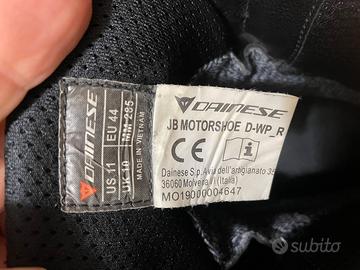 DAINESE
US 11 EU 44
UK 10 MM 285
MADE IN VIETNAM
DAINESE
JB MOTORSHOE D-WP_R
CE i
Dainese S.p.A via dell'artigianato 35
36060 Molvena VI (Italia)
MO19000004647
subito